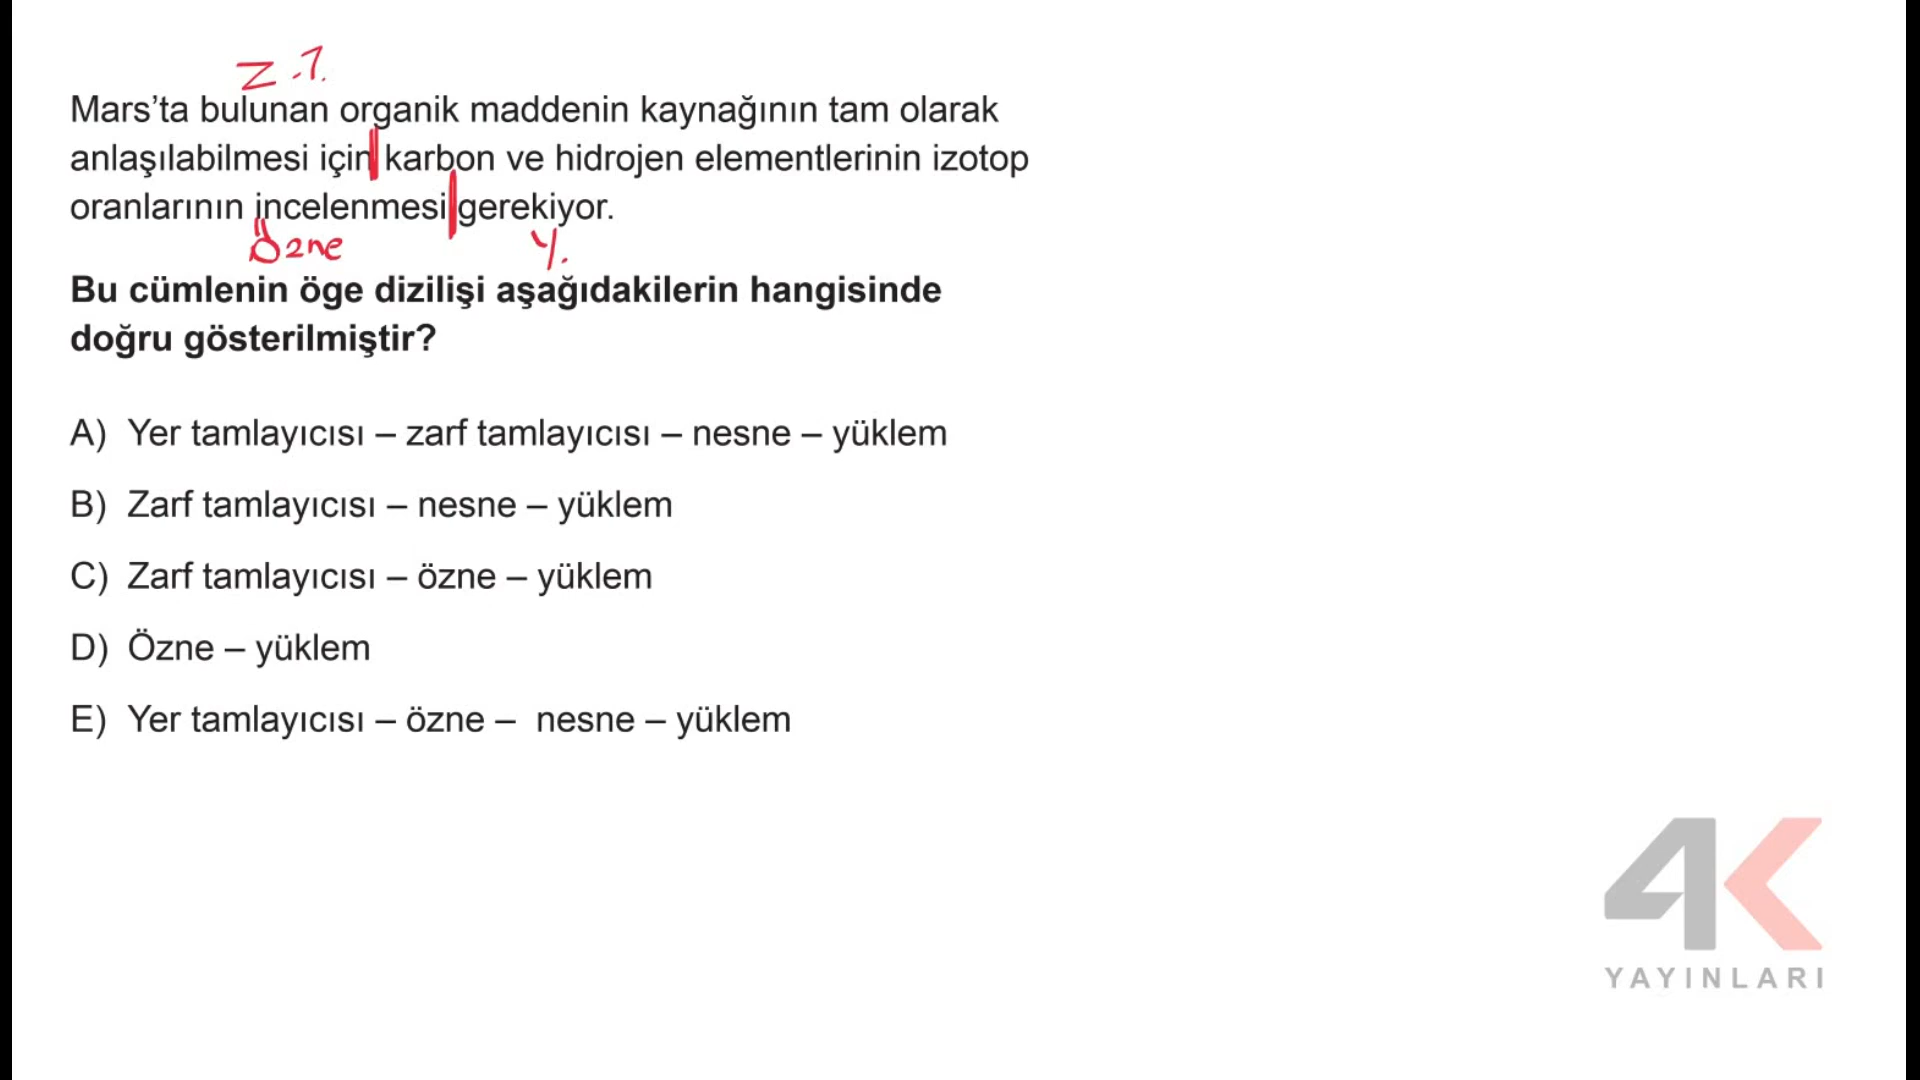 Z.T.
Mars'ta bulunan organik maddenin kaynağının tam olarak
anlaşılabilmesi için karbon ve hidrojen elementlerinin izotop
oranlarının incelenmesi gerekiyor.
Özne Y.
Bu cümlenin öge dizilişi aşağıdakilerin hangisinde
doğru gösterilmiştir?
A) Yer tamlayıcısı – zarf tamlayıcısı – nesne – yüklem
B) Zarf tamlayıcısı – nesne – yüklem
C) Zarf tamlayıcısı – özne – yüklem
D) Özne – yüklem
E) Yer tamlayıcısı – özne – nesne – yüklem
4K
YAYINLARI